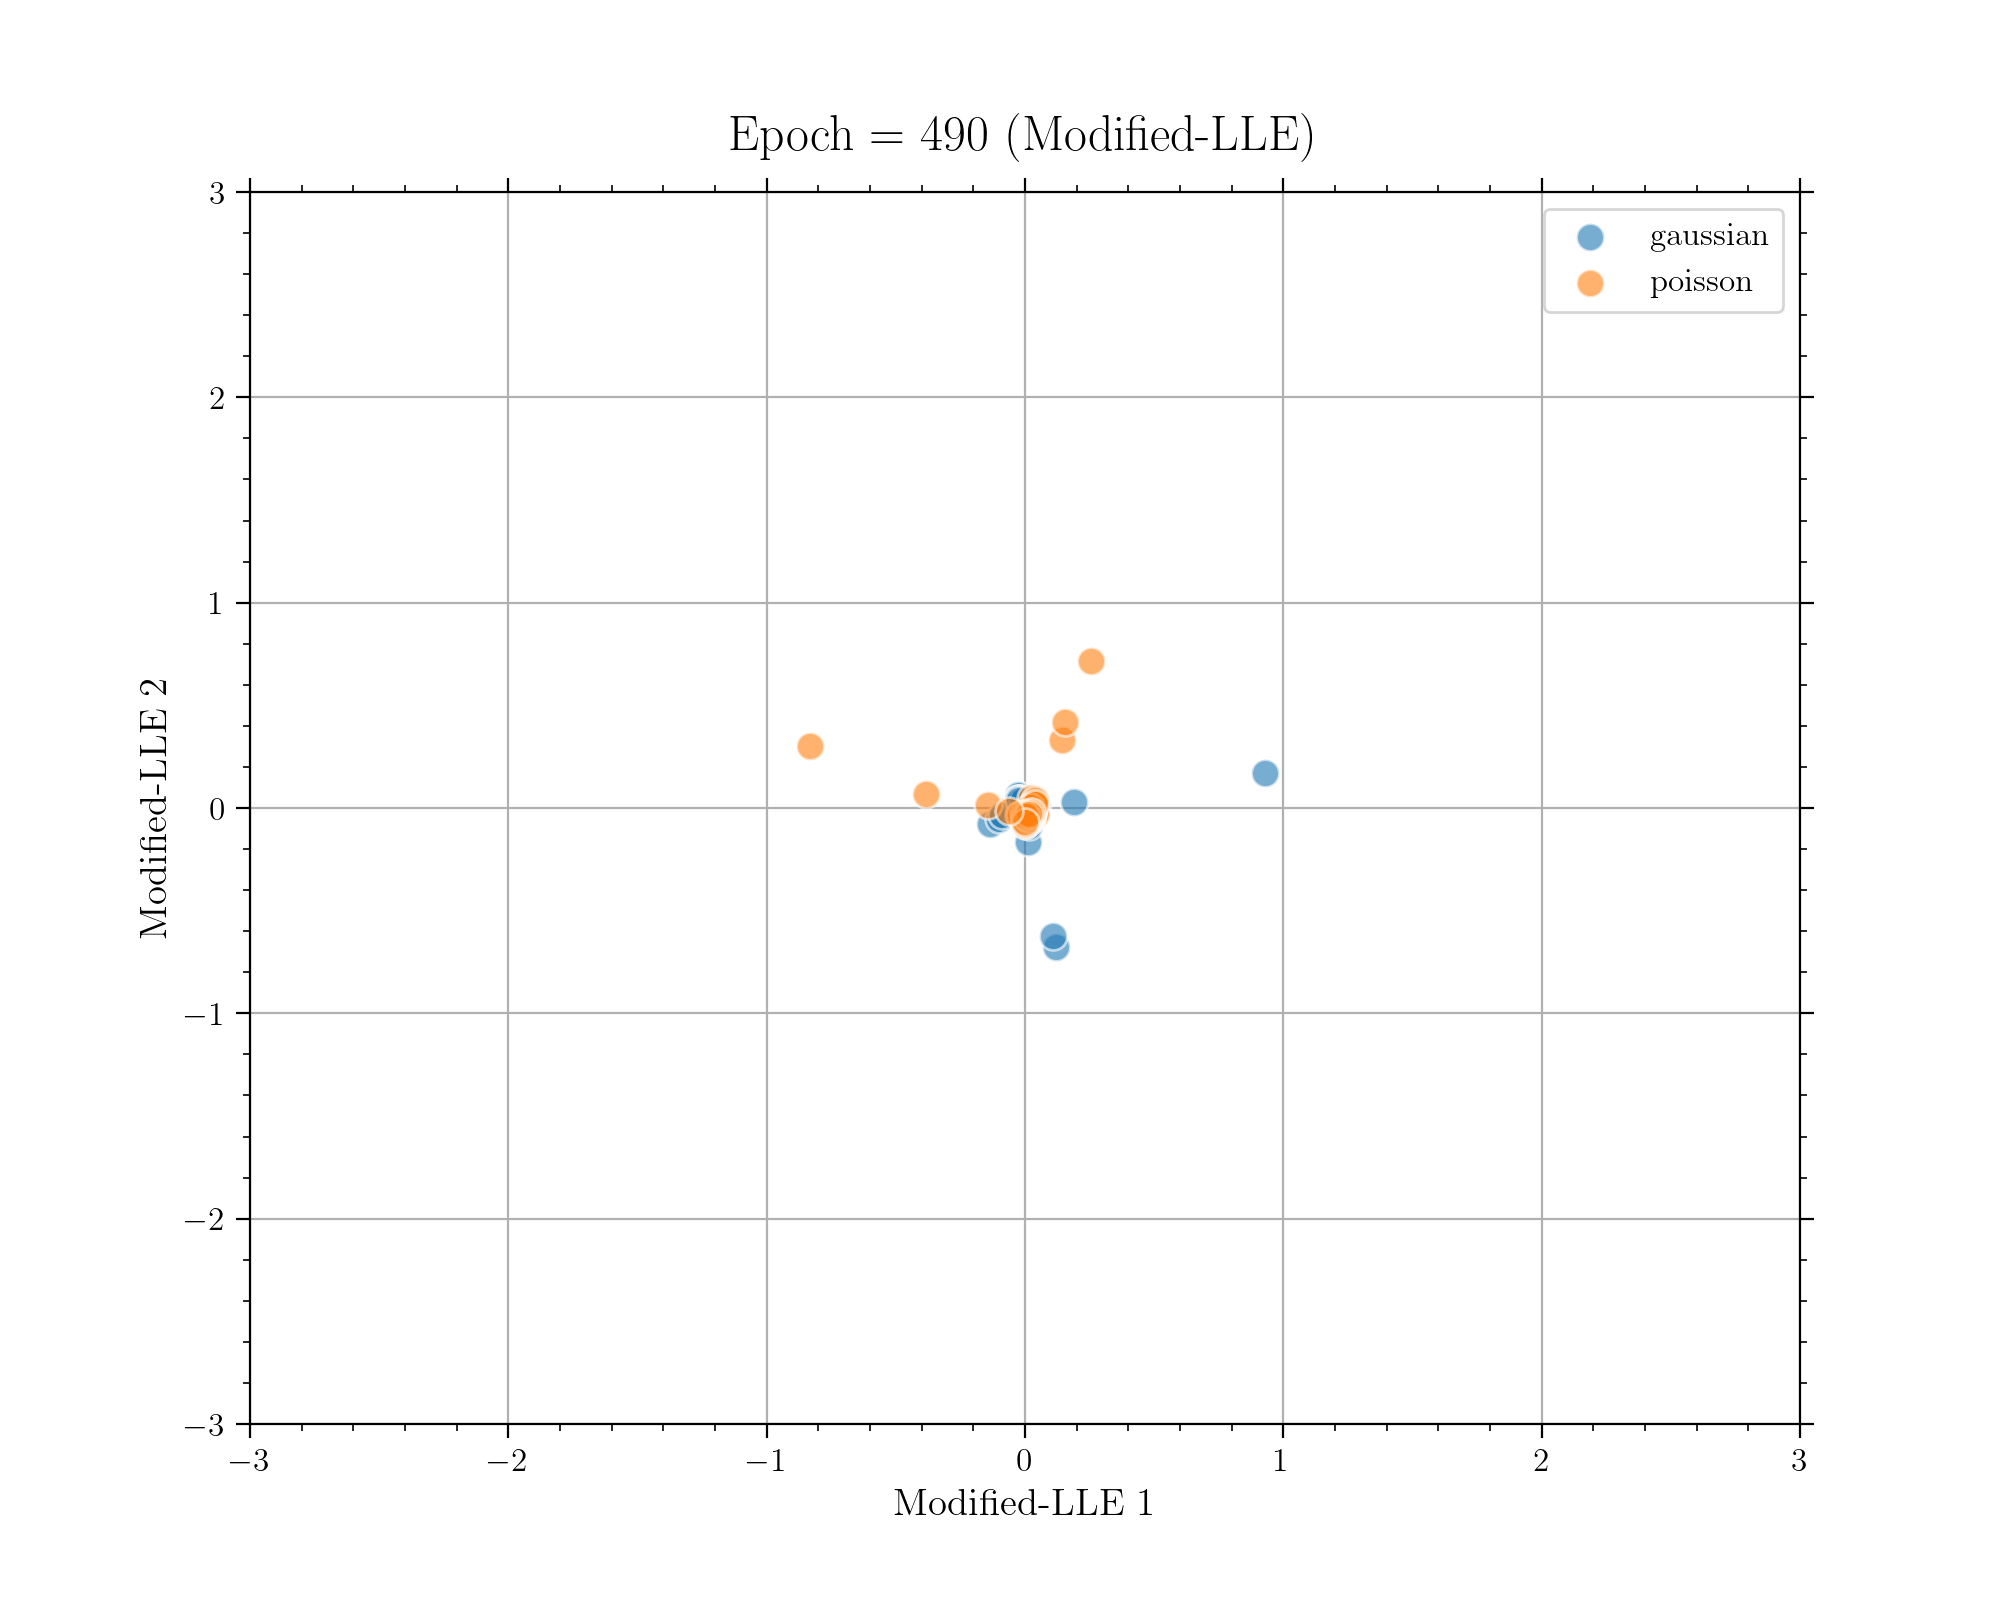 Epoch = 490 (Modified-LLE)
gaussian
poisson
3
2
1
0
−1
−2
−3
Modified-LLE 2
−3
−2
−1
0
1
2
3
Modified-LLE 1